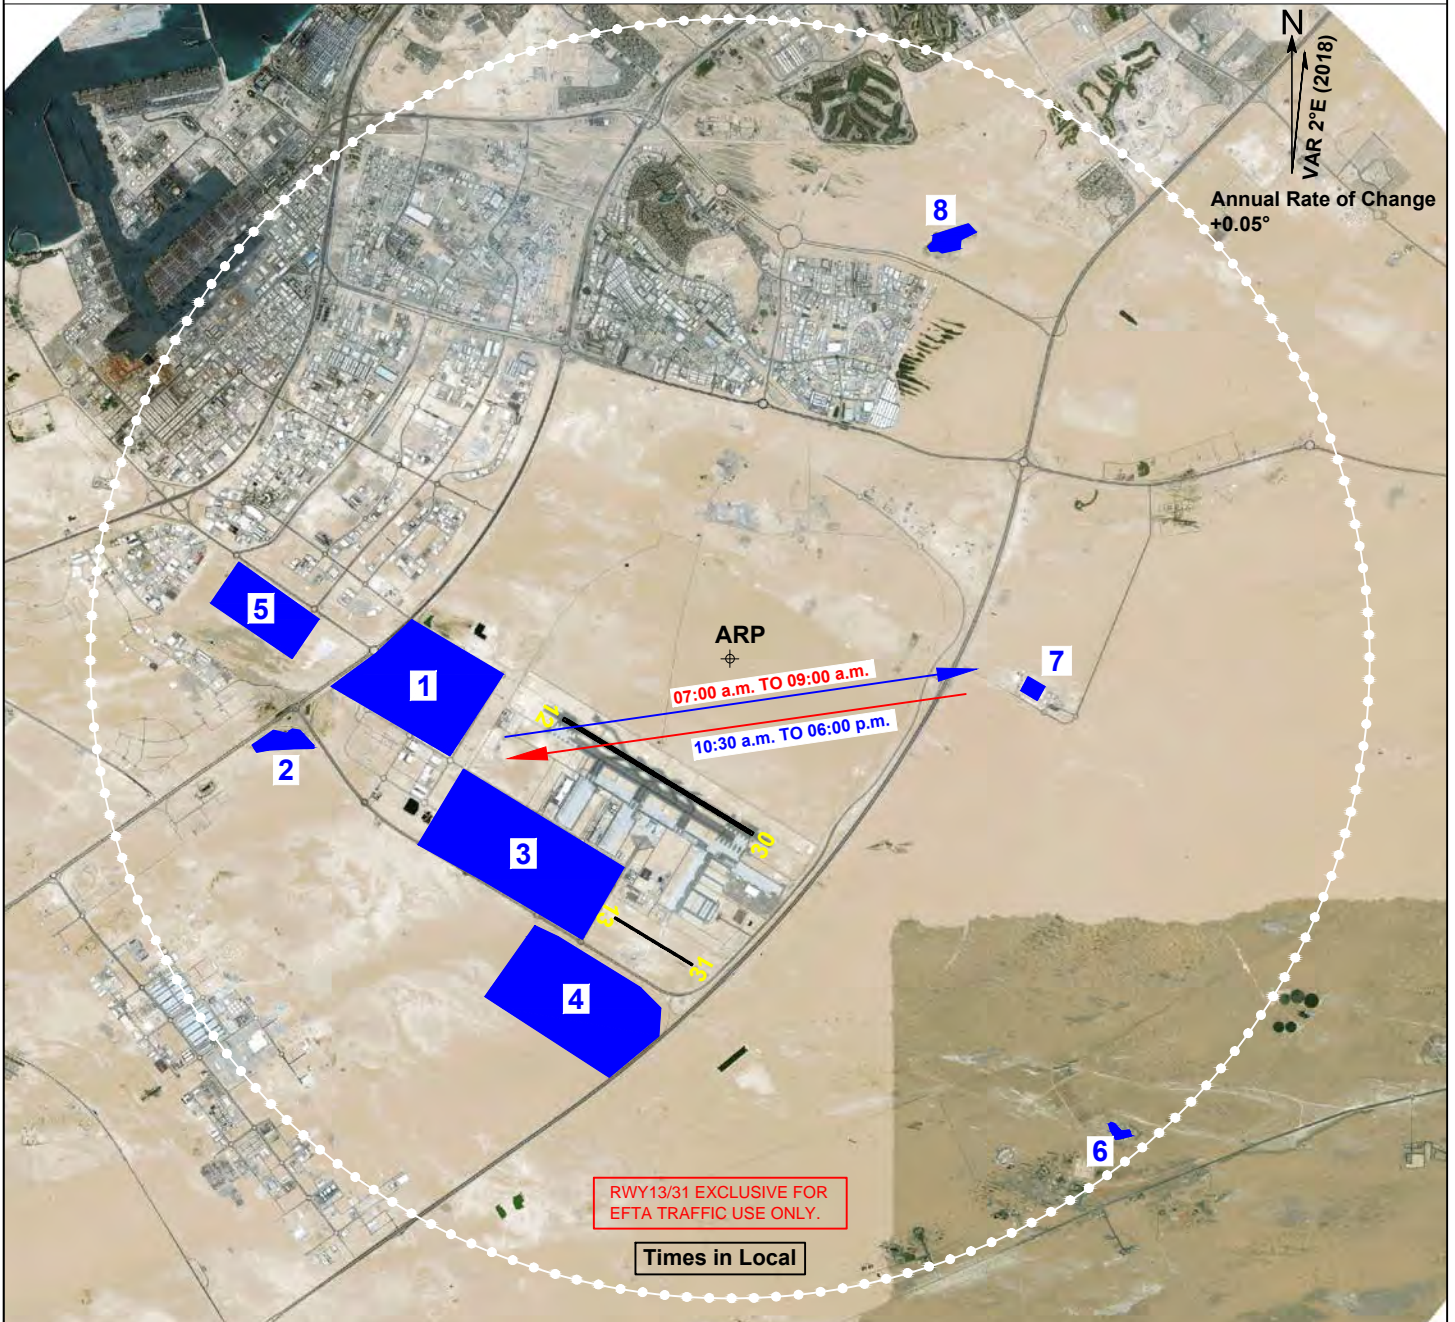 N
VAR 2°E (2018)
Annual Rate of Change
+0.05°
8
5
ARP
1
7
07:00 a.m. TO 09:00 a.m.
12
10:30 a.m. TO 06:00 p.m.
2
30
3
13
31
4
6
RWY13/31 EXCLUSIVE FOR
EFTA TRAFFIC USE ONLY.
Times in Local